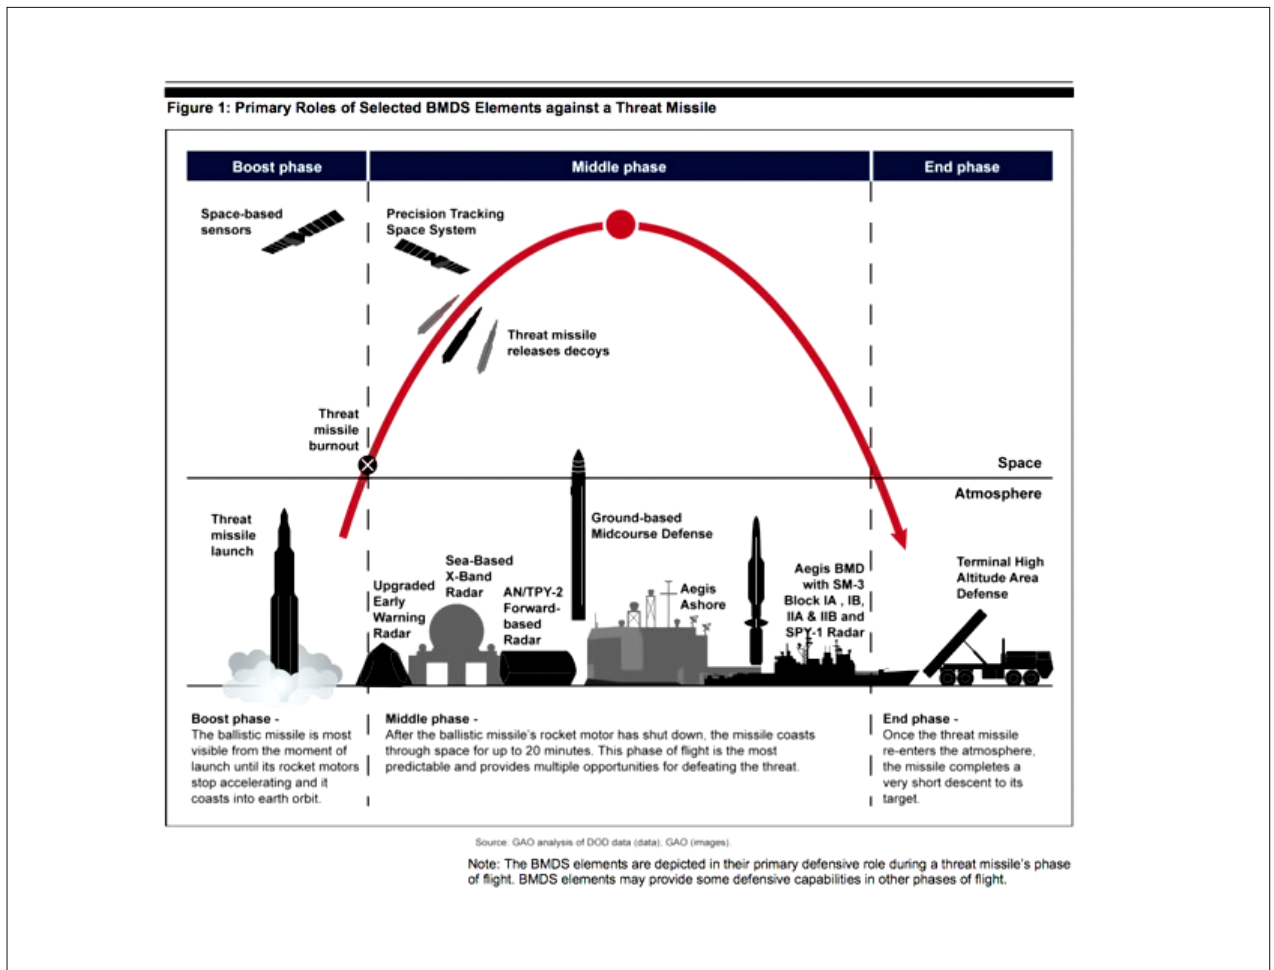 Figure 1: Primary Roles of Selected BMDS Elements against a Threat Missile
Boost phase
Middle phase
End phase
Space-based
sensors
Precision Tracking
Space System
Threat missile
releases decoys
Threat
missile
burnout
Space
Atmosphere
Threat
missile
launch
Upgraded
Early
Warning
Radar
Sea-Based
X-Band
Radar
AN/TPY-2
Forward-
based
Radar
Ground-based
Midcourse Defense
Aegis
Ashore
Aegis BMD
with SM-3
Block IA , IB,
IIA & IIB and
SPY-1 Radar
Terminal High
Altitude Area
Defense
Boost phase -
The ballistic missile is most
visible from the moment of
launch until its rocket motors
stop accelerating and it
coasts into earth orbit.
Middle phase -
After the ballistic missile's rocket motor has shut down, the missile coasts
through space for up to 20 minutes. This phase of flight is the most
predictable and provides multiple opportunities for defeating the threat.
End phase -
Once the threat missile
re-enters the atmosphere,
the missile completes a
very short descent to its
target.
Source: GAO analysis of DOD data (data); GAO (images).
Note: The BMDS elements are depicted in their primary defensive role during a threat missile's phase
of flight. BMDS elements may provide some defensive capabilities in other phases of flight.